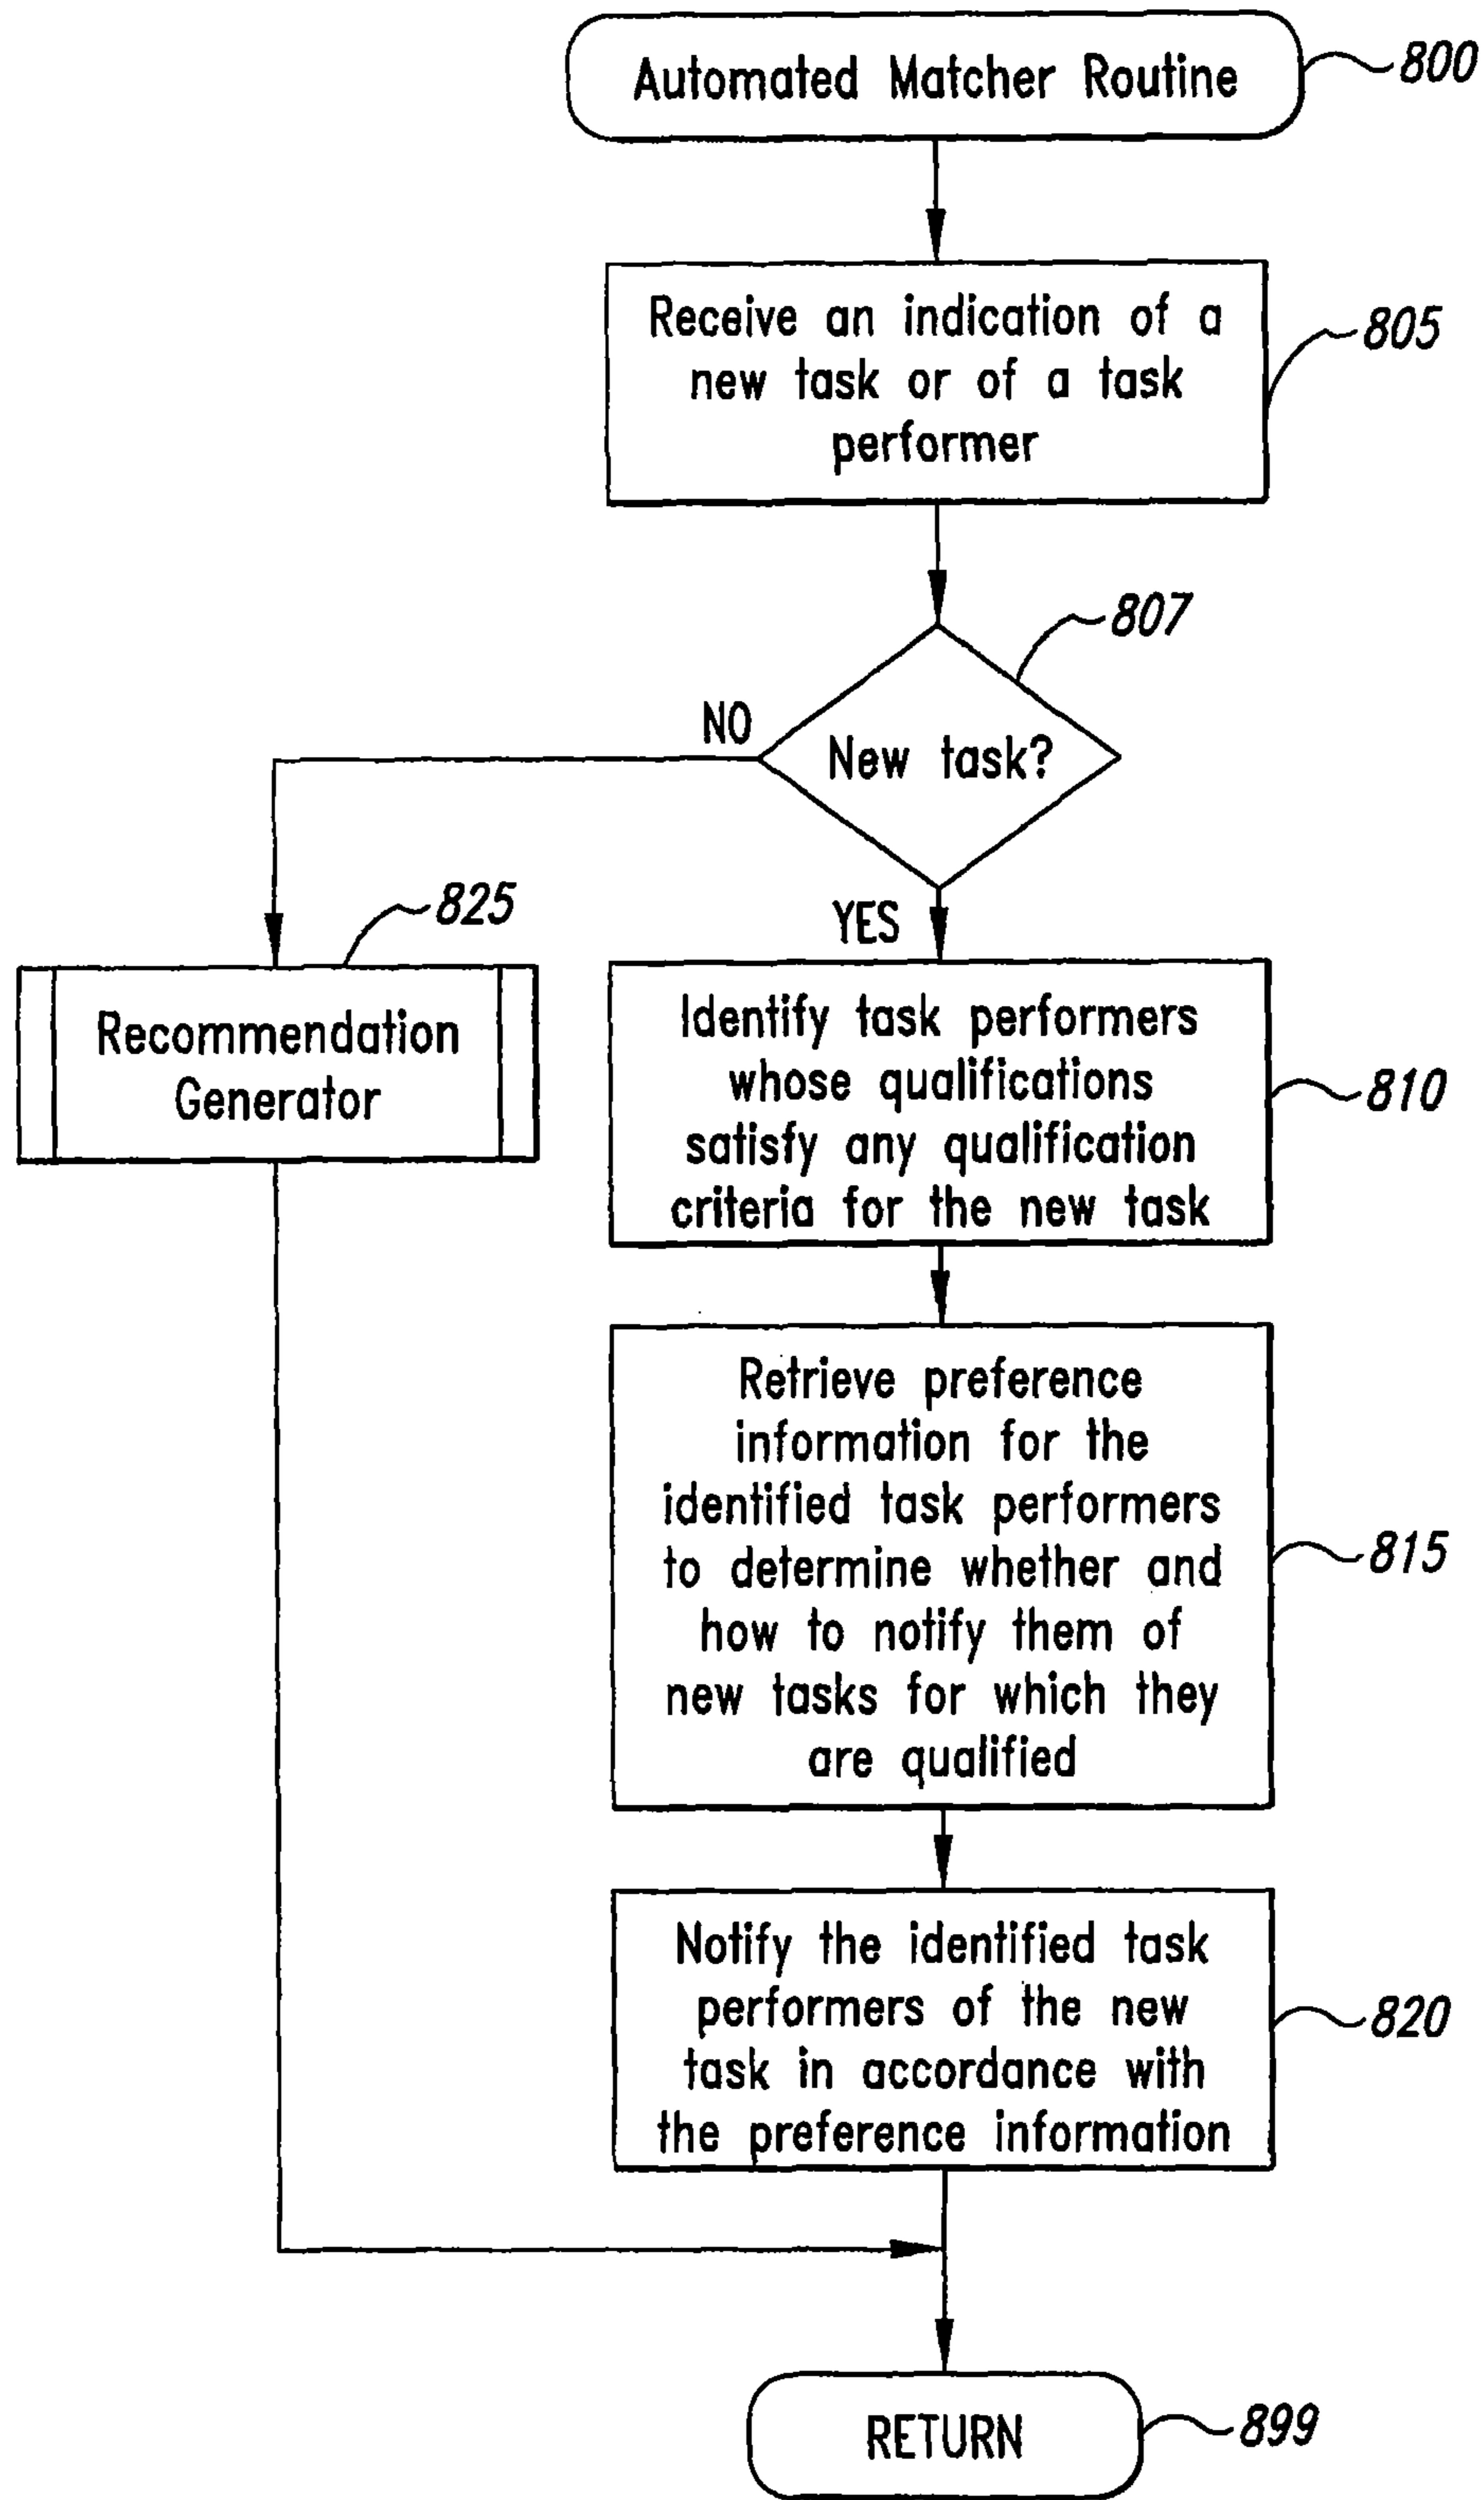 Automated Matcher Routine
800
Receive an indication of a
new task or of a task
performer
805
807
NO
New task?
YES
825
Recommendation
Generator
Identify task performers
whose qualifications
satisfy any qualification
criteria for the new task
810
Retrieve preference
information for the
identified task performers
to determine whether and
how to notify them of
new tasks for which they
are qualified
815
Notify the identified task
performers of the new
task in accordance with
the preference information
820
RETURN
899